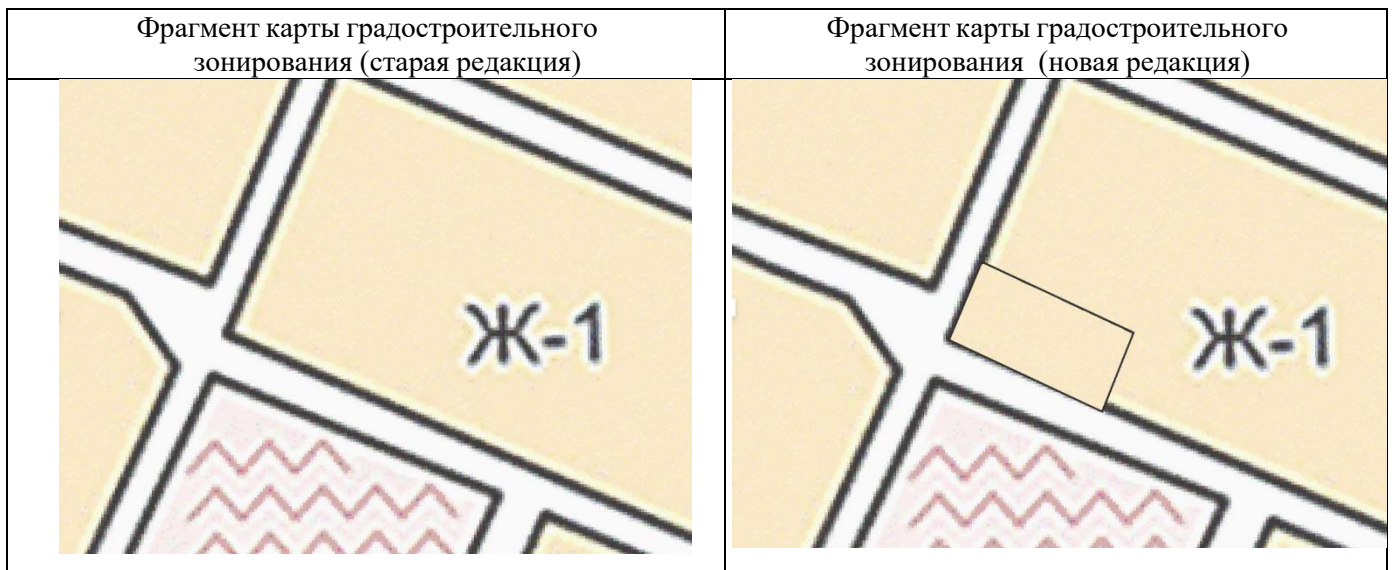 Фрагмент карты градостроительного
зонирования (старая редакция)
Фрагмент карты градостроительного
зонирования (новая редакция)
Ж-1
Ж-1